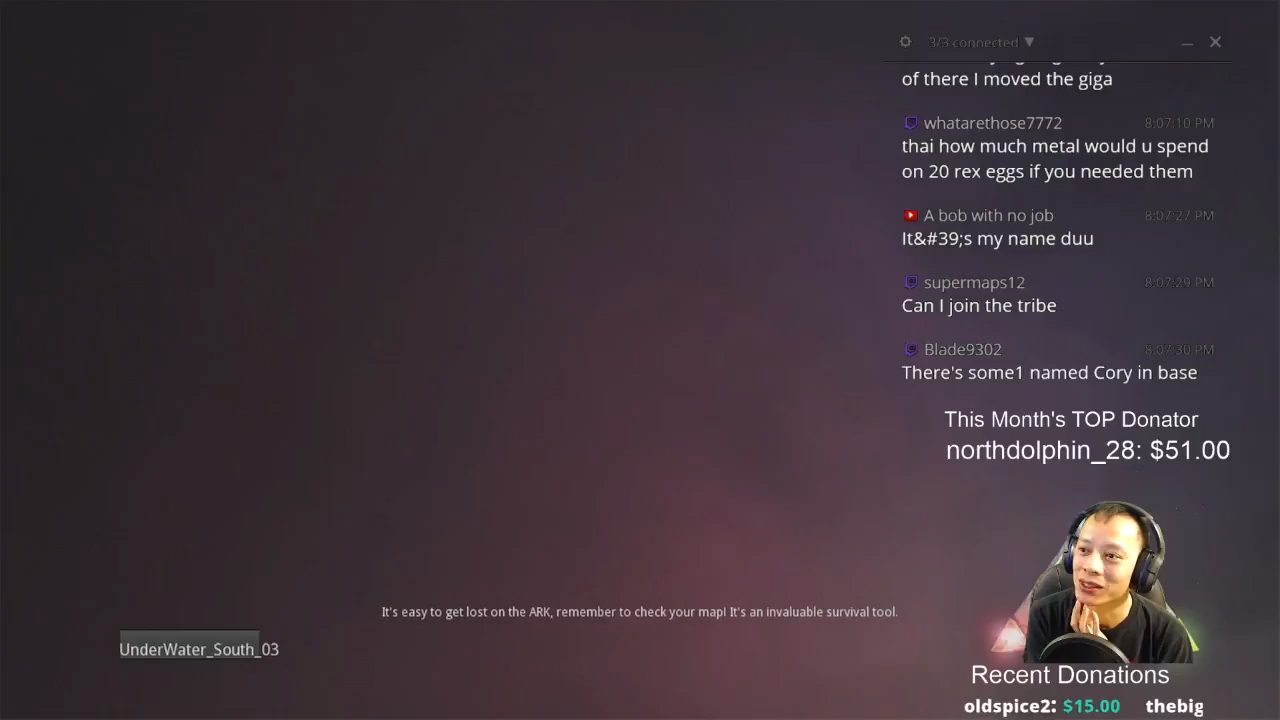 3/3 connected ▼
of there I moved the giga
whatarethose7772 8:07:10 PM
thai how much metal would u spend
on 20 rex eggs if you needed them
A bob with no job 8:07:27 PM
It&#39;s my name duu
supermaps12 8:07:29 PM
Can I join the tribe
Blade9302 8:07:30 PM
There's some1 named Cory in base
This Month's TOP Donator
northdolphin_28: $51.00
It's easy to get lost on the ARK, remember to check your map! It's an invaluable survival tool.
UnderWater_South_03
Recent Donations
oldspice2: $15.00 thebig